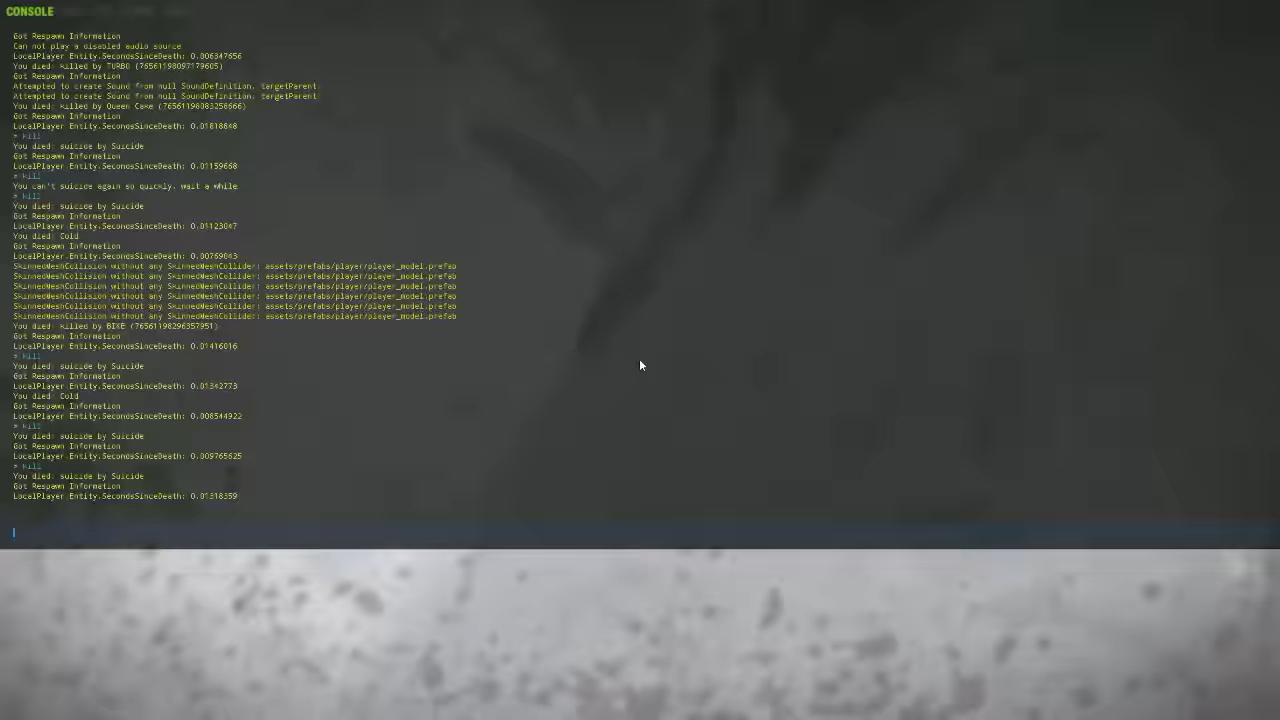 CONSOLE
Got Respawn Information
Can not play a disabled audio source
LocalPlayer Entity.SecondsSinceDeath: 0.006347656
You died: killed by TURBO (76561198097179605)
Got Respawn Information
Attempted to create Sound from null SoundDefinition. targetParent:
Attempted to create Sound from null SoundDefinition. targetParent:
You died: killed by Queen Cake (76561198083258666)
Got Respawn Information
LocalPlayer Entity.SecondsSinceDeath: 0.01818848
> kill
You died: suicide by Suicide
Got Respawn Information
LocalPlayer Entity.SecondsSinceDeath: 0.01159668
> kill
You can't suicide again so quickly, wait a while
> kill
You died: suicide by Suicide
Got Respawn Information
LocalPlayer Entity.SecondsSinceDeath: 0.01123047
You died: Cold
Got Respawn Information
LocalPlayer Entity.SecondsSinceDeath: 0.00769043
SkinnedMeshCollision without any SkinnedMeshCollider: assets/prefabs/player/player_model.prefab
SkinnedMeshCollision without any SkinnedMeshCollider: assets/prefabs/player/player_model.prefab
SkinnedMeshCollision without any SkinnedMeshCollider: assets/prefabs/player/player_model.prefab
SkinnedMeshCollision without any SkinnedMeshCollider: assets/prefabs/player/player_model.prefab
SkinnedMeshCollision without any SkinnedMeshCollider: assets/prefabs/player/player_model.prefab
SkinnedMeshCollision without any SkinnedMeshCollider: assets/prefabs/player/player_model.prefab
You died: killed by BIKE (76561198296357951)
Got Respawn Information
LocalPlayer Entity.SecondsSinceDeath: 0.01416016
> kill
You died: suicide by Suicide
Got Respawn Information
LocalPlayer Entity.SecondsSinceDeath: 0.01342773
You died: Cold
Got Respawn Information
LocalPlayer Entity.SecondsSinceDeath: 0.008544922
> kill
You died: suicide by Suicide
Got Respawn Information
LocalPlayer Entity.SecondsSinceDeath: 0.009765625
> kill
You died: suicide by Suicide
Got Respawn Information
LocalPlayer Entity.SecondsSinceDeath: 0.01318359